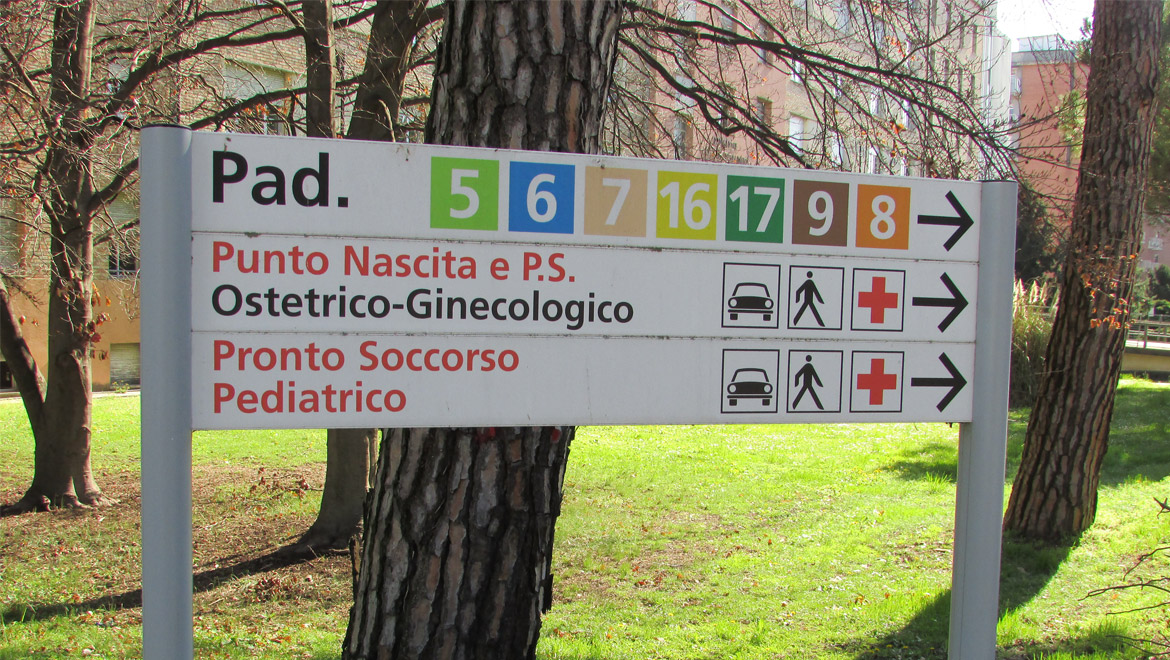 Pad. 5 6 7 16 17 9 8
Punto Nascita e P.S.
Ostetrico-Ginecologico
Pronto Soccorso
Pediatrico